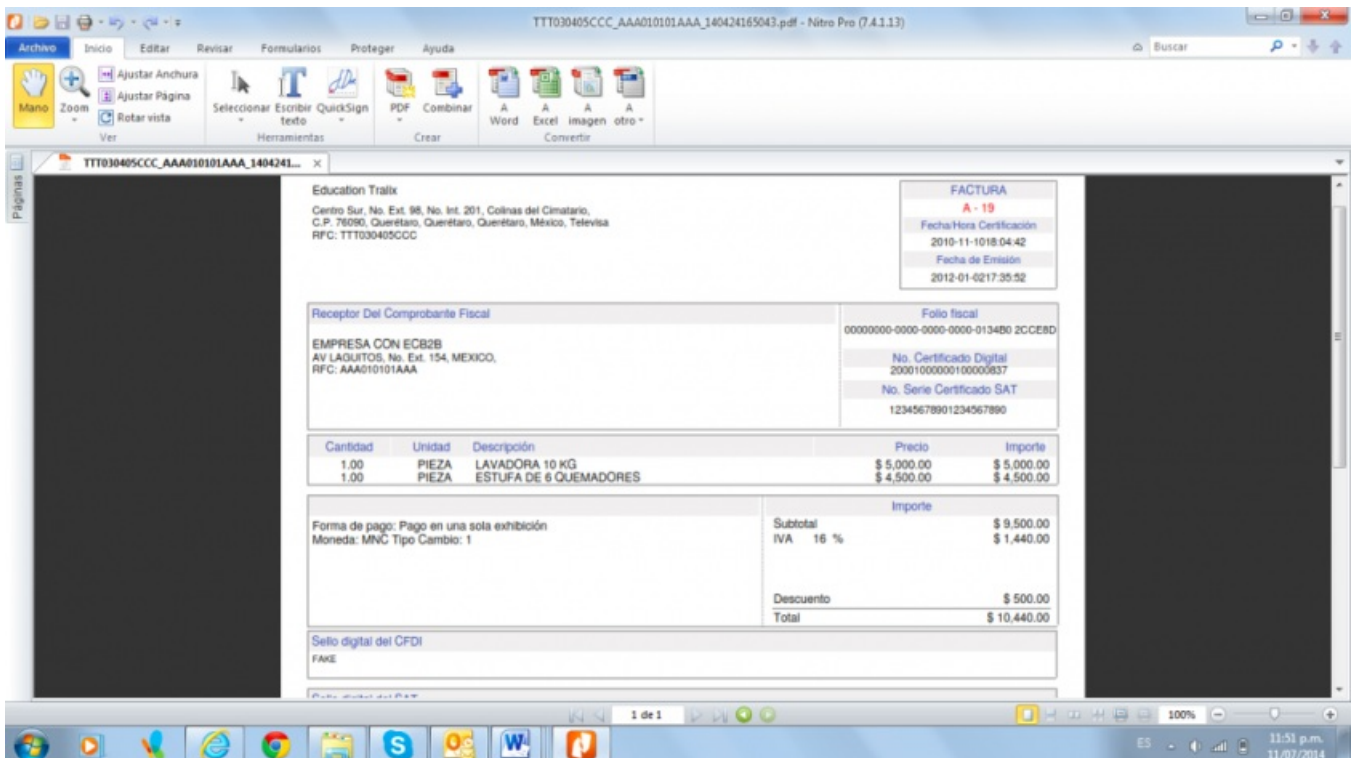 TTT030405CCC_AAA010101AAA_140424165043.pdf - Nitro Pro (7.4.1.13)
Archivo Inicio Editar Revisar Formularios Proteger Ayuda Buscar
Mano
Zoom
Ajustar Anchura
Ajustar Página
Rotar vista
Ver
Seleccionar
Escribir texto
QuickSign
Herramientas
PDF
Combinar
Crear
A Word
A Excel
A imagen
A otro
Convertir
TTT030405CCC_AAA010101AAA_1404241...
Páginas
Education Tralix
Centro Sur, No. Ext. 98, No. Int. 201, Colinas del Cimatario,
C.P. 76090, Querétaro, Querétaro, Querétaro, México, Televisa
RFC: TTT030405CCC
FACTURA
A - 19
Fecha/Hora Certificación
2010-11-1018:04:42
Fecha de Emisión
2012-01-0217:35:52
Receptor Del Comprobante Fiscal
EMPRESA CON ECB2B
AV LAGUITOS, No. Ext. 154, MEXICO,
RFC: AAA010101AAA
Folio fiscal
00000000-0000-0000-0000-0134B0 2CCE8D
No. Certificado Digital
20001000000100000837
No. Serie Certificado SAT
12345678901234567890
Cantidad Unidad Descripción Precio Importe
1.00 PIEZA LAVADORA 10 KG $ 5,000.00 $ 5,000.00
1.00 PIEZA ESTUFA DE 6 QUEMADORES $ 4,500.00 $ 4,500.00
Importe
Forma de pago: Pago en una sola exhibición
Moneda: MNC Tipo Cambio: 1
Subtotal $ 9,500.00
IVA 16 % $ 1,440.00
Descuento $ 500.00
Total $ 10,440.00
Sello digital del CFDI
FAKE
Sello digital del SAT
1 de 1
100%
ES
11:51 p.m.
11/07/2014